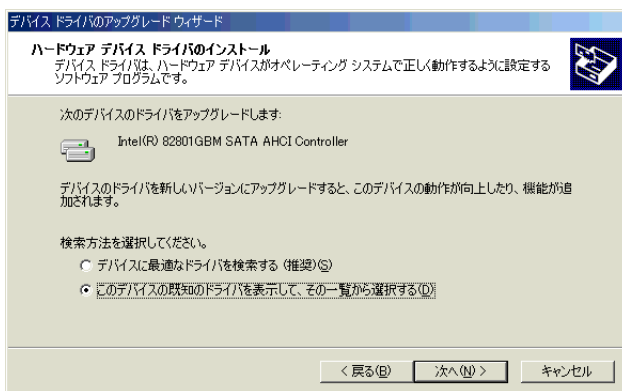 デバイス ドライバのアップグレード ウィザード
ハードウェア デバイス ドライバのインストール
デバイス ドライバは、ハードウェア デバイスがオペレーティング システムで正しく動作するように設定する
ソフトウェア プログラムです。
次のデバイスのドライバをアップグレードします:
Intel(R) 82801GBM SATA AHCI Controller
デバイスのドライバを新しいバージョンにアップグレードすると、このデバイスの動作が向上したり、機能が追
加されます。
検索方法を選択してください。
デバイスに最適なドライバを検索する (推奨)(S)
このデバイスの既知のドライバを表示して、その一覧から選択する(D)
< 戻る(B) 次へ(N) > キャンセル